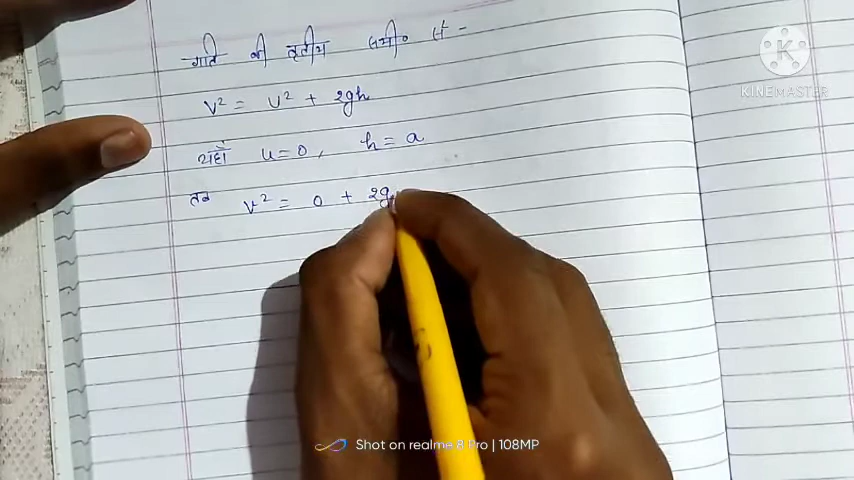 गति की तृतीय समी० से -
v² = u² + 2gh
यहाँ u = 0, h = a
तब v² = 0 + 2g
KINEMASTER
Shot on realme 8 Pro | 108MP